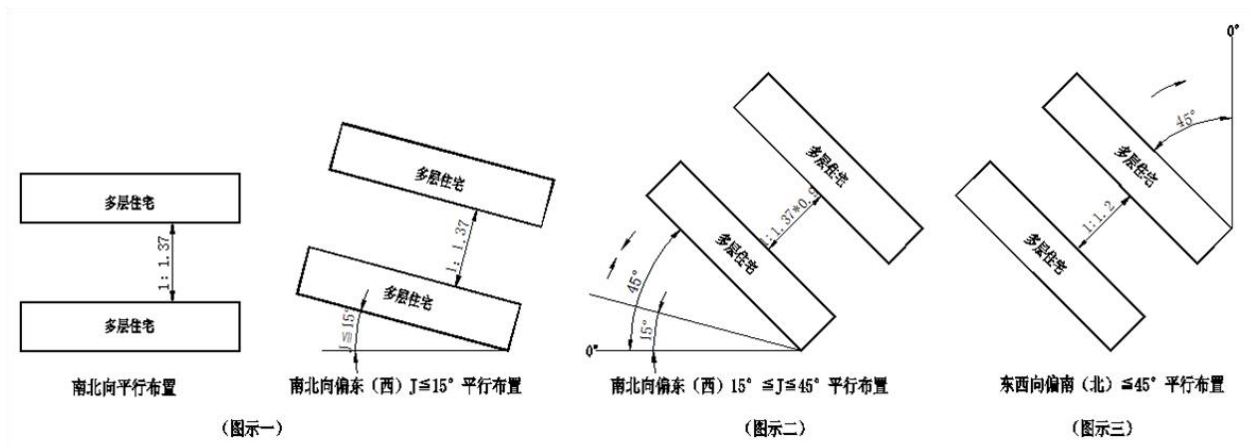 多层住宅
1: 1.37
多层住宅
南北向平行布置
多层住宅
1: 1.37
多层住宅
J≦15°
南北向偏东（西）J≦15° 平行布置
（图示一）
多层住宅
1:1.37*0.9
多层住宅
45°
15°
0°
南北向偏东（西）15° ≦J≦45° 平行布置
（图示二）
0°
45°
多层住宅
1:1.2
多层住宅
东西向偏南（北）≦45° 平行布置
（图示三）